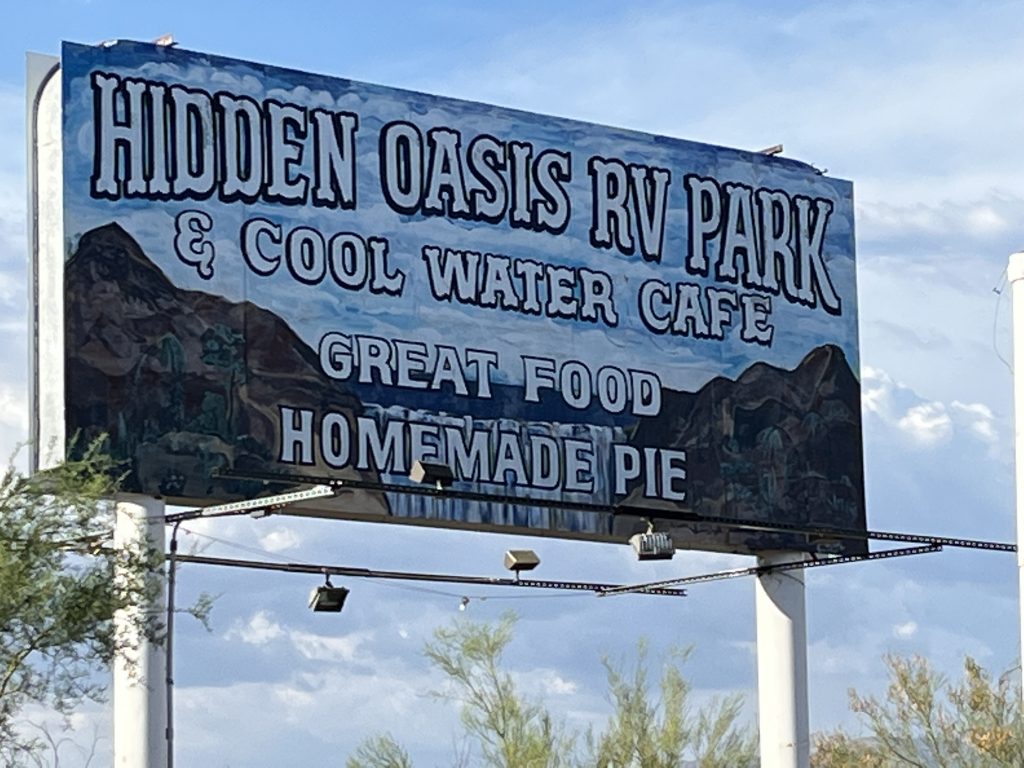 HIDDEN OASIS RV PARK
& COOL WATER CAFE
GREAT FOOD
HOMEMADE PIE